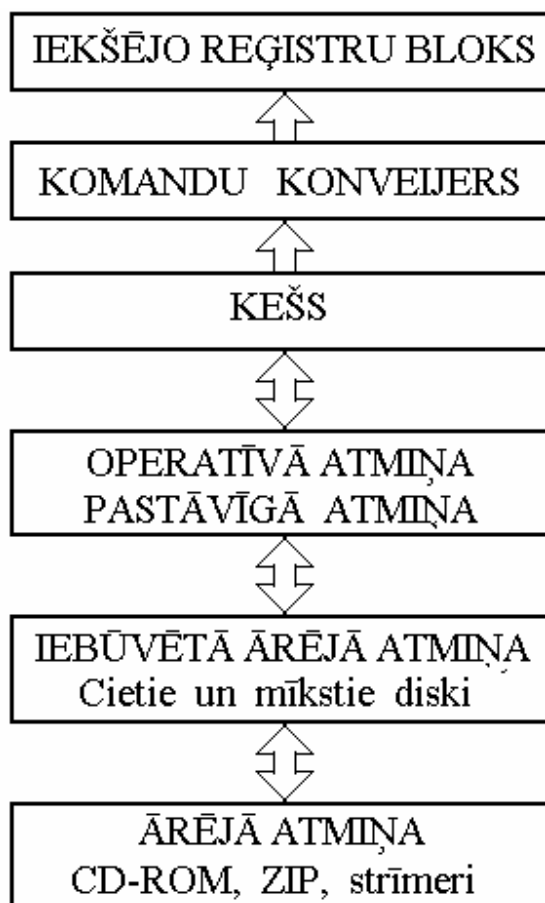 IEKŠĒJO REĢISTRU BLOKS
KOMANDU KONVEIJERS
KEŠS
OPERATĪVĀ ATMIŅA
PASTĀVĪGĀ ATMIŅA
IEBŪVĒTĀ ĀRĒJĀ ATMIŅA
Cietie un mīkstie diski
ĀRĒJĀ ATMIŅA
CD-ROM, ZIP, strīmeri